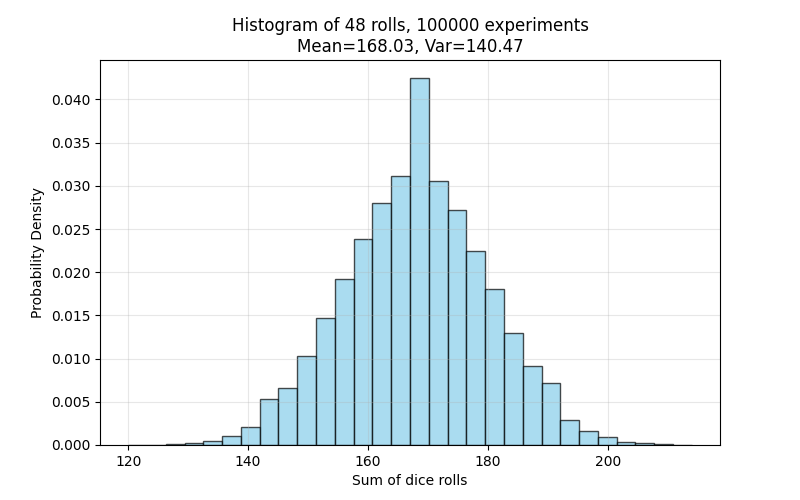 Histogram of 48 rolls, 100000 experiments
Mean=168.03, Var=140.47
0.040
0.035
0.030
0.025
0.020
0.015
0.010
0.005
0.000
Probability Density
120 140 160 180 200
Sum of dice rolls